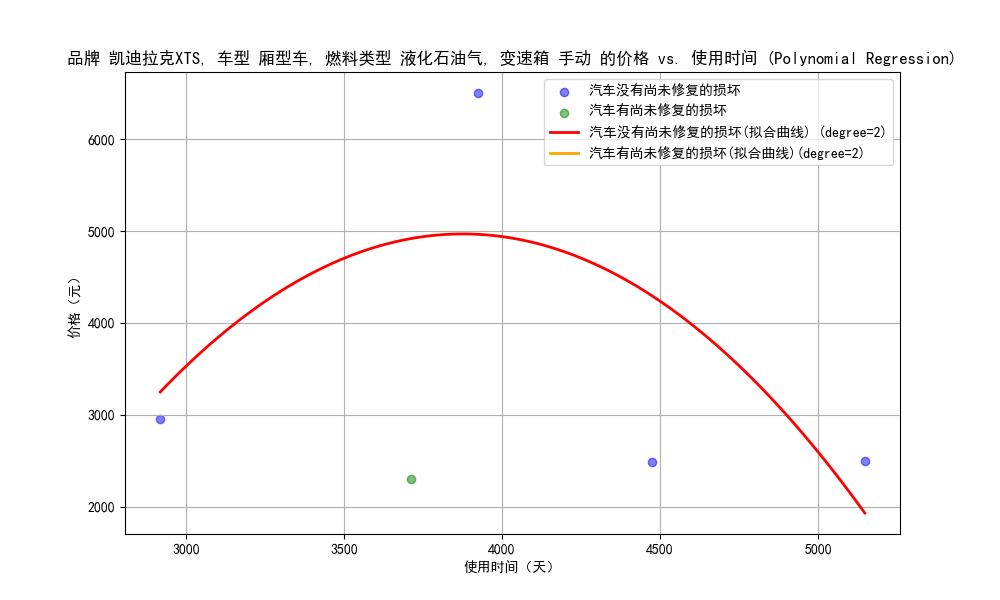 品牌 凯迪拉克XTS, 车型 厢型车, 燃料类型 液化石油气, 变速箱 手动 的价格 vs. 使用时间 (Polynomial Regression)
汽车没有尚未修复的损坏
汽车有尚未修复的损坏
汽车没有尚未修复的损坏(拟合曲线) (degree=2)
汽车有尚未修复的损坏(拟合曲线)(degree=2)
6000
5000
4000
3000
2000
价格（元）
3000
3500
4000
4500
5000
使用时间（天）